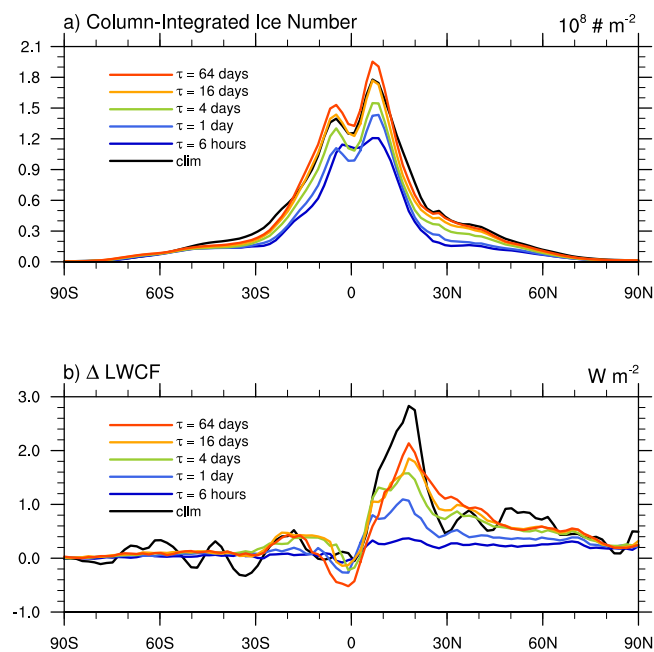 a) Column-Integrated Ice Number 10⁸ # m⁻²
2.1
1.8
1.5
1.2
0.9
0.6
0.3
0.0
τ = 64 days
τ = 16 days
τ = 4 days
τ = 1 day
τ = 6 hours
clim
90S 60S 30S 0 30N 60N 90N
b) Δ LWCF W m⁻²
3.0
2.0
1.0
0.0
-1.0
τ = 64 days
τ = 16 days
τ = 4 days
τ = 1 day
τ = 6 hours
clim
90S 60S 30S 0 30N 60N 90N